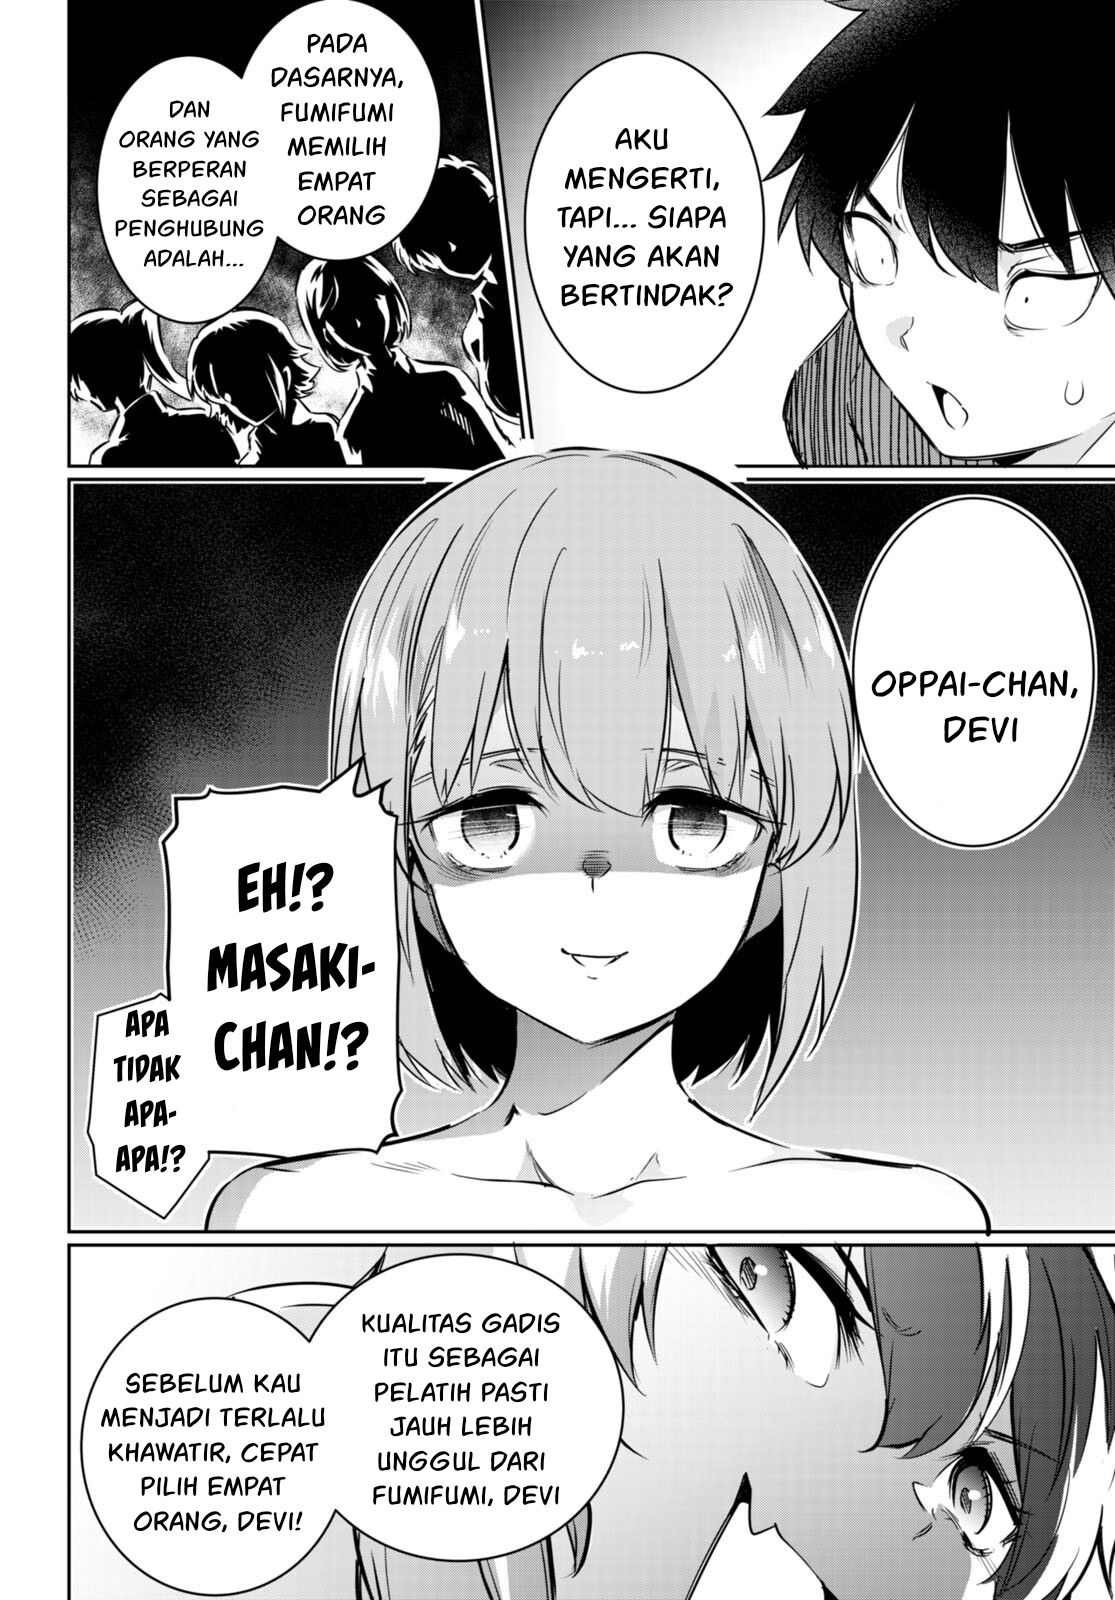 AKU
MENGERTI,
TAPI... SIAPA
YANG AKAN
BERTINDAK?
PADA
DASARNYA,
FUMIFUMI
MEMILIH
EMPAT
ORANG
DAN
ORANG YANG
BERPERAN
SEBAGAI
PENGHUBUNG
ADALAH...
OPPAI-CHAN,
DEVI
EH!?
MASAKI-
CHAN!?
APA
TIDAK
APA-
APA!?
KUALITAS GADIS
ITU SEBAGAI
PELATIH PASTI
JAUH LEBIH
UNGGUL DARI
FUMIFUMI, DEVI
SEBELUM KAU
MENJADI TERLALU
KHAWATIR, CEPAT
PILIH EMPAT
ORANG, DEVI!